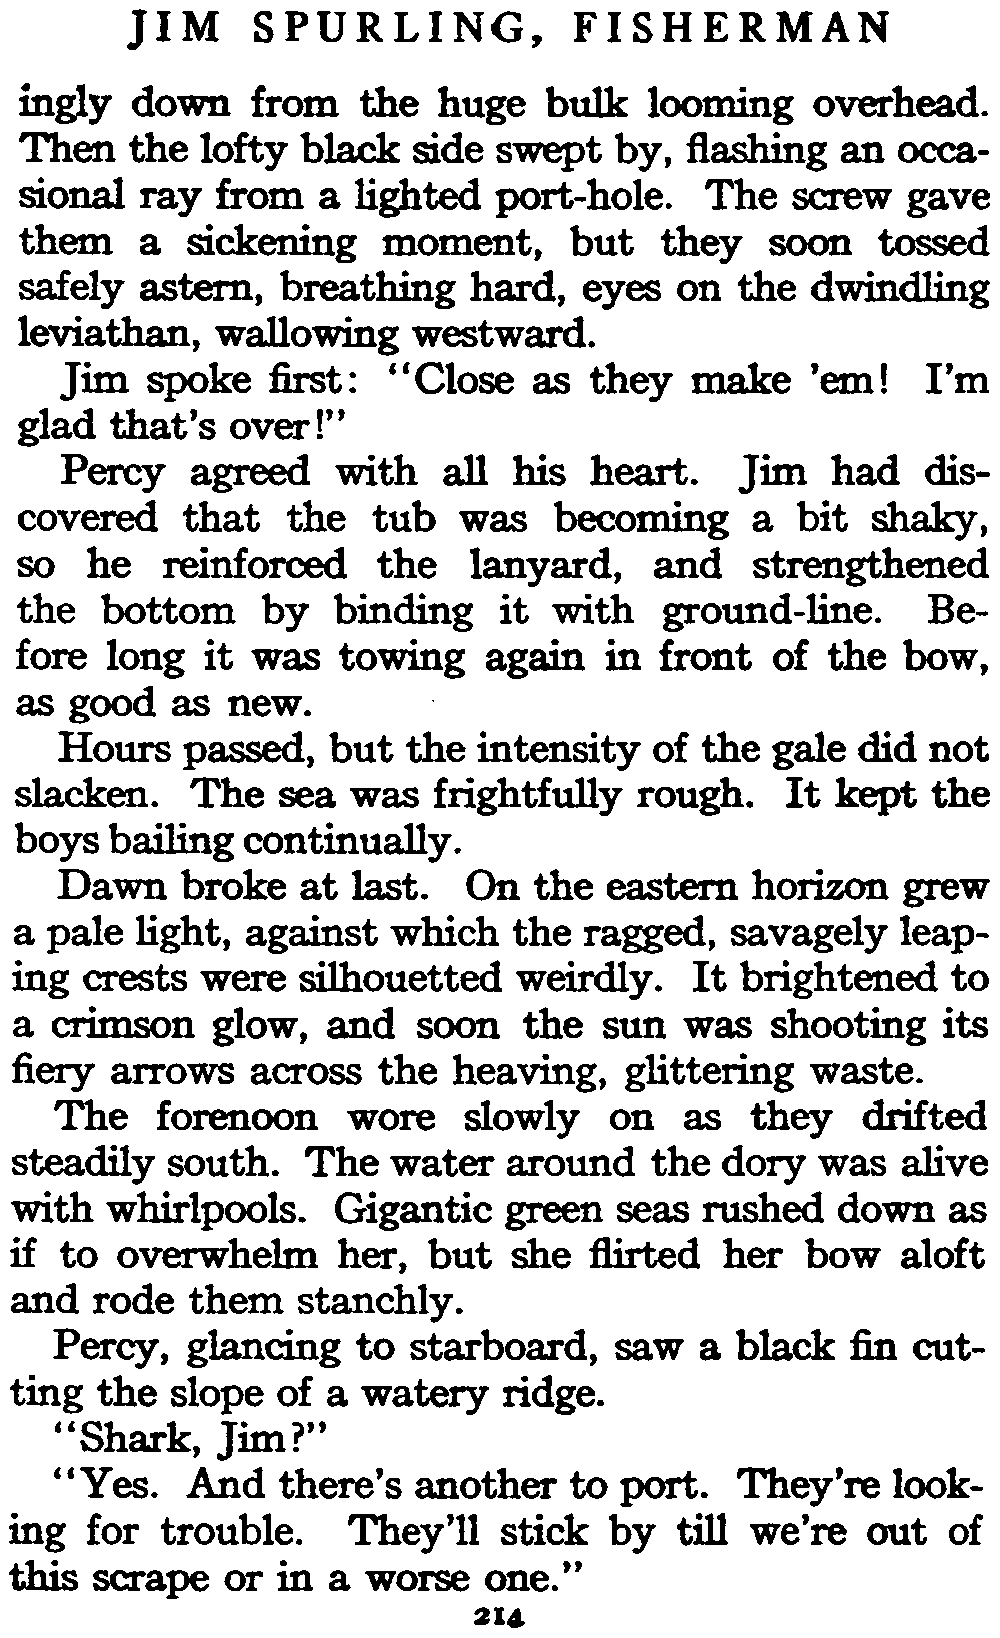 JIM SPURLING, FISHERMAN
ingly down from the huge bulk looming overhead.
Then the lofty black side swept by, flashing an occa-
sional ray from a lighted port-hole. The screw gave
them a sickening moment, but they soon tossed
safely astern, breathing hard, eyes on the dwindling
leviathan, wallowing westward.
Jim spoke first: "Close as they make 'em! I'm
glad that's over!"
Percy agreed with all his heart. Jim had dis-
covered that the tub was becoming a bit shaky,
so he reinforced the lanyard, and strengthened
the bottom by binding it with ground-line. Be-
fore long it was towing again in front of the bow,
as good as new.
Hours passed, but the intensity of the gale did not
slacken. The sea was frightfully rough. It kept the
boys bailing continually.
Dawn broke at last. On the eastern horizon grew
a pale light, against which the ragged, savagely leap-
ing crests were silhouetted weirdly. It brightened to
a crimson glow, and soon the sun was shooting its
fiery arrows across the heaving, glittering waste.
The forenoon wore slowly on as they drifted
steadily south. The water around the dory was alive
with whirlpools. Gigantic green seas rushed down as
if to overwhelm her, but she flirted her bow aloft
and rode them stanchly.
Percy, glancing to starboard, saw a black fin cut-
ting the slope of a watery ridge.
"Shark, Jim?"
"Yes. And there's another to port. They're look-
ing for trouble. They'll stick by till we're out of
this scrape or in a worse one."
214